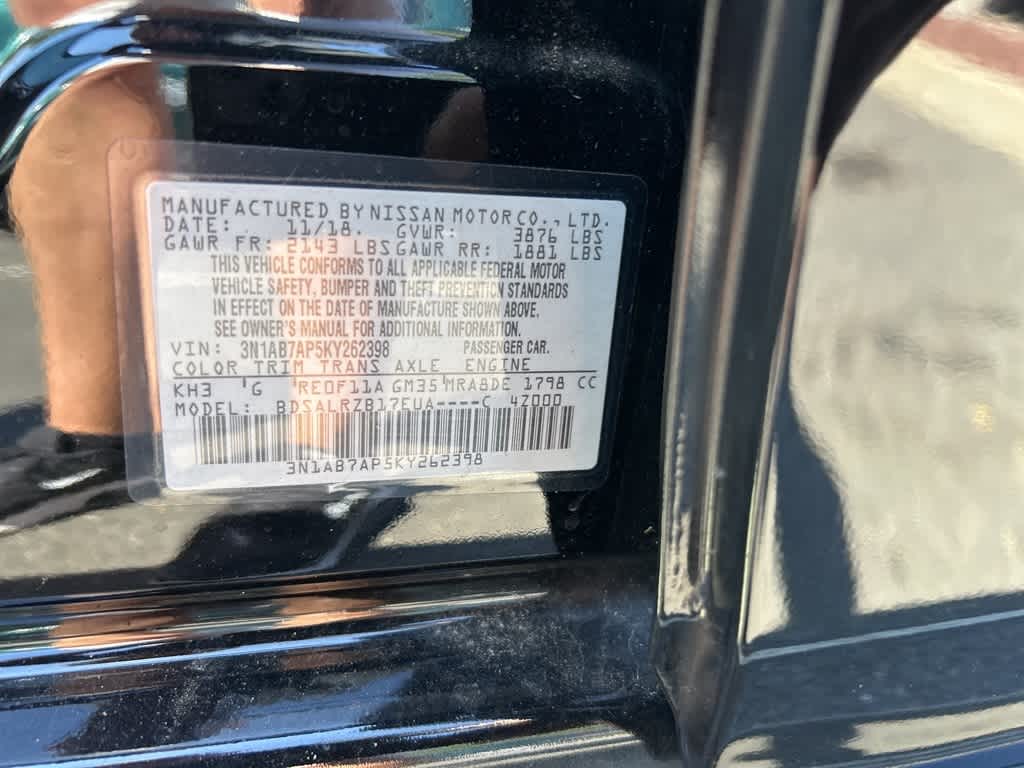 MANUFACTURED BY NISSAN MOTOR CO., LTD.
DATE: 11/18. GVWR: 3876 LBS
GAWR FR: 2143 LBS GAWR RR: 1881 LBS
THIS VEHICLE CONFORMS TO ALL APPLICABLE FEDERAL MOTOR
VEHICLE SAFETY, BUMPER AND THEFT PREVENTION STANDARDS
IN EFFECT ON THE DATE OF MANUFACTURE SHOWN ABOVE.
SEE OWNER'S MANUAL FOR ADDITIONAL INFORMATION.
VIN: 3N1AB7AP5KY262398 PASSENGER CAR.
COLOR TRIM TRANS AXLE ENGINE
KH3 G RE0F11A GM35 MRA8DE 1798 CC
MODEL: BDSALRZB17EUA----C 4Z000
3N1AB7AP5KY262398